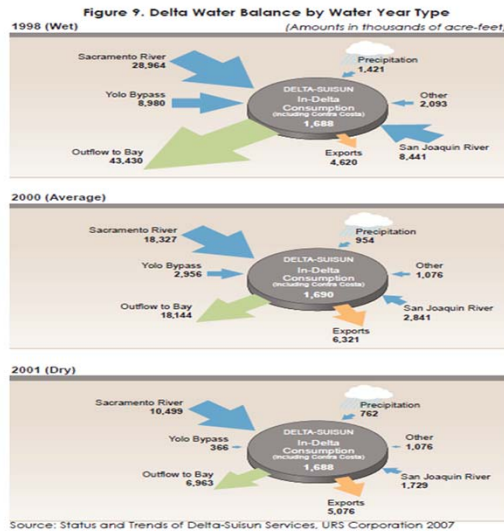 Figure 9. Delta Water Balance by Water Year Type
1998 (Wet)
(Amounts in thousands of acre-feet)
Sacramento River
28,964
Precipitation
1,421
Yolo Bypass
8,980
DELTA-SUISUN
In-Delta
Consumption
(including Contra Costa)
1,688
Other
2,093
Outflow to Bay
43,430
Exports
4,620
San Joaquin River
8,441
2000 (Average)
Sacramento River
18,327
Precipitation
954
Yolo Bypass
2,956
DELTA-SUISUN
In-Delta
Consumption
(including Contra Costa)
1,690
Other
1,076
Outflow to Bay
18,144
Exports
6,321
San Joaquin River
2,841
2001 (Dry)
Sacramento River
10,499
Precipitation
762
Yolo Bypass
366
DELTA-SUISUN
In-Delta
Consumption
(including Contra Costa)
1,688
Other
1,076
Outflow to Bay
6,963
Exports
5,076
San Joaquin River
1,729
Source: Status and Trends of Delta-Suisun Services, URS Corporation 2007